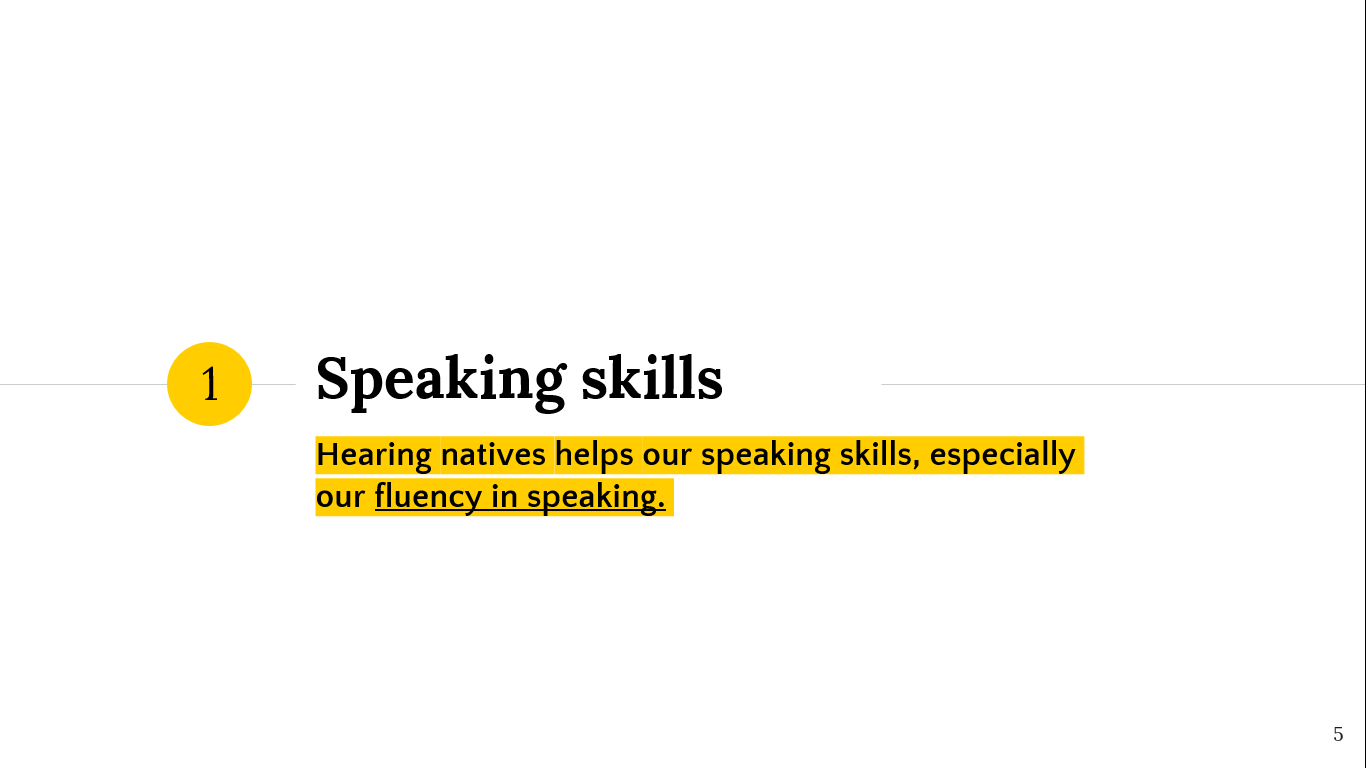 1
Speaking skills
Hearing natives helps our speaking skills, especially
our fluency in speaking.
5